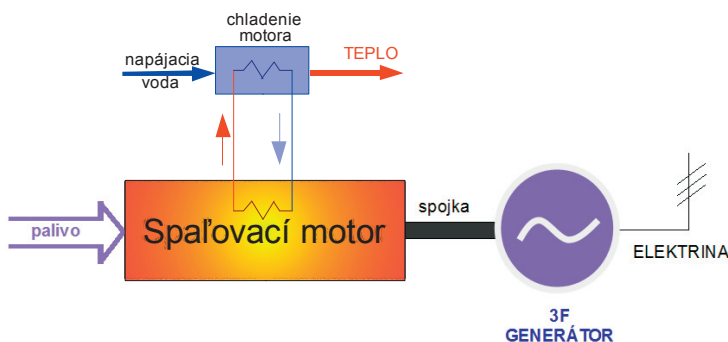 chladenie
motora
napájacia
voda
TEPLO
palivo
Spaľovací motor
spojka
ELEKTRINA
3F
GENERÁTOR